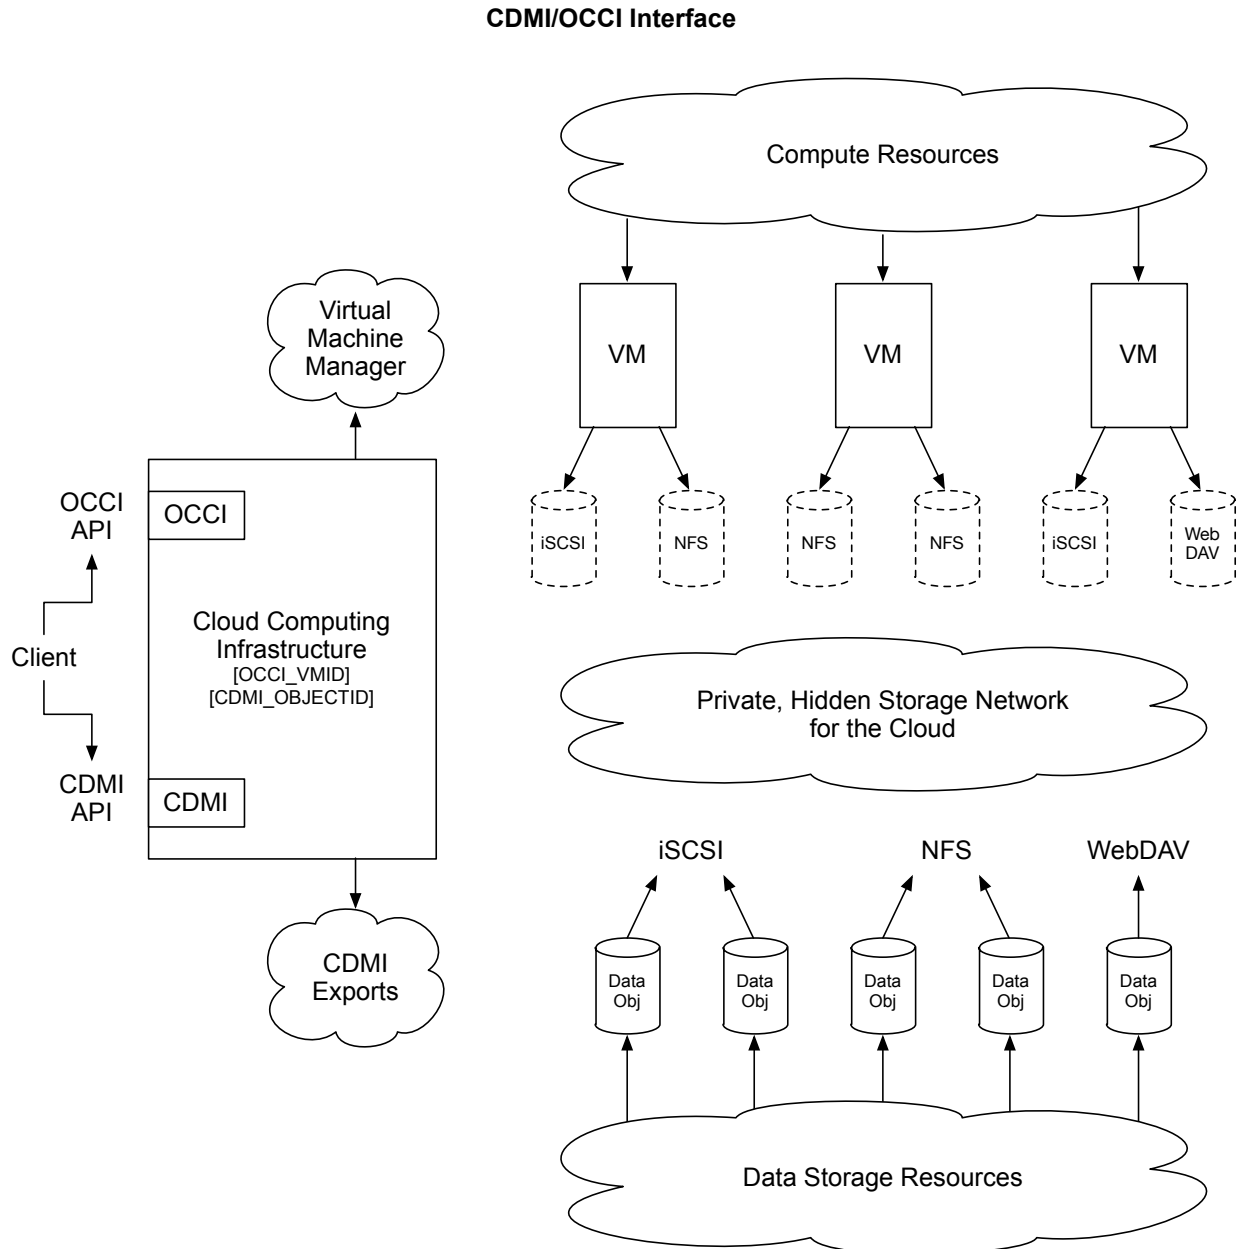 CDMI/OCCI Interface
Compute Resources
Virtual
Machine
Manager
VM
VM
VM
OCCI
API
OCCI
iSCSI
NFS
NFS
NFS
iSCSI
Web
DAV
Cloud Computing
Infrastructure
[OCCI_VMID]
[CDMI_OBJECTID]
Client
Private, Hidden Storage Network
for the Cloud
CDMI
API
CDMI
iSCSI
NFS
WebDAV
CDMI
Exports
Data
Obj
Data
Obj
Data
Obj
Data
Obj
Data
Obj
Data Storage Resources